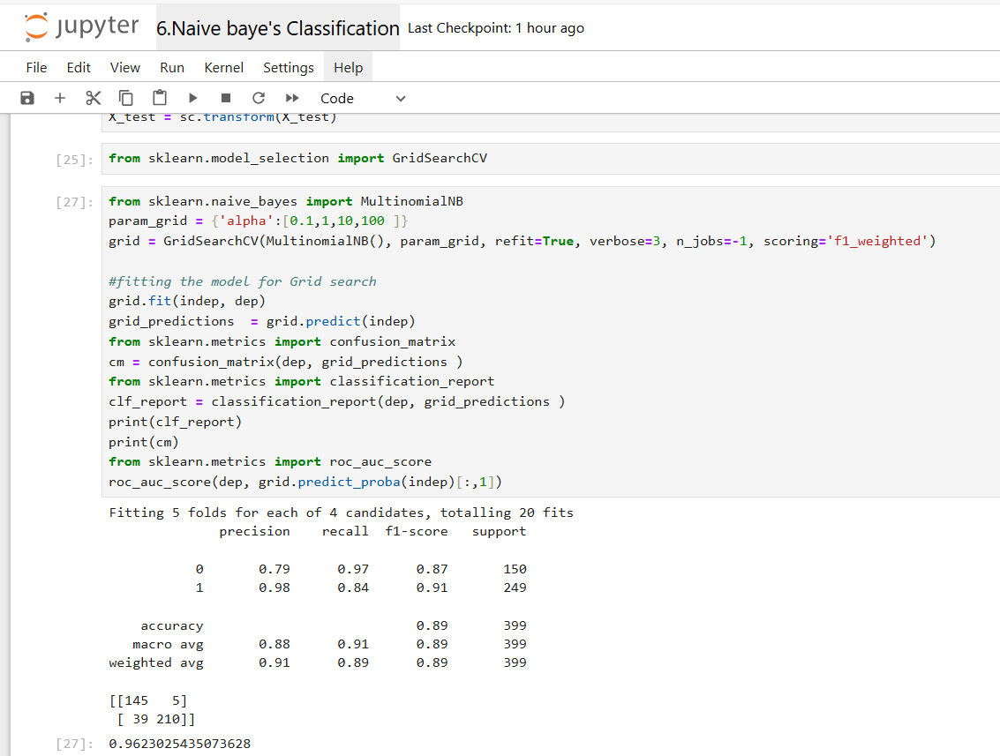 jupyter 6.Naive baye's Classification Last Checkpoint: 1 hour ago
File Edit View Run Kernel Settings Help
Code
X_test = sc.transform(X_test)
[25]: from sklearn.model_selection import GridSearchCV
[27]: from sklearn.naive_bayes import MultinomialNB
param_grid = {'alpha':[0.1,1,10,100 ]}
grid = GridSearchCV(MultinomialNB(), param_grid, refit=True, verbose=3, n_jobs=-1, scoring='f1_weighted')
#fitting the model for Grid search
grid.fit(indep, dep)
grid_predictions  = grid.predict(indep)
from sklearn.metrics import confusion_matrix
cm = confusion_matrix(dep, grid_predictions )
from sklearn.metrics import classification_report
clf_report = classification_report(dep, grid_predictions )
print(clf_report)
print(cm)
from sklearn.metrics import roc_auc_score
roc_auc_score(dep, grid.predict_proba(indep)[:,1])
Fitting 5 folds for each of 4 candidates, totalling 20 fits
              precision    recall  f1-score   support
           0       0.79      0.97      0.87       150
           1       0.98      0.84      0.91       249
    accuracy                           0.89       399
   macro avg       0.88      0.91      0.89       399
weighted avg       0.91      0.89      0.89       399
[[145   5]
 [ 39 210]]
[27]: 0.9623025435073628